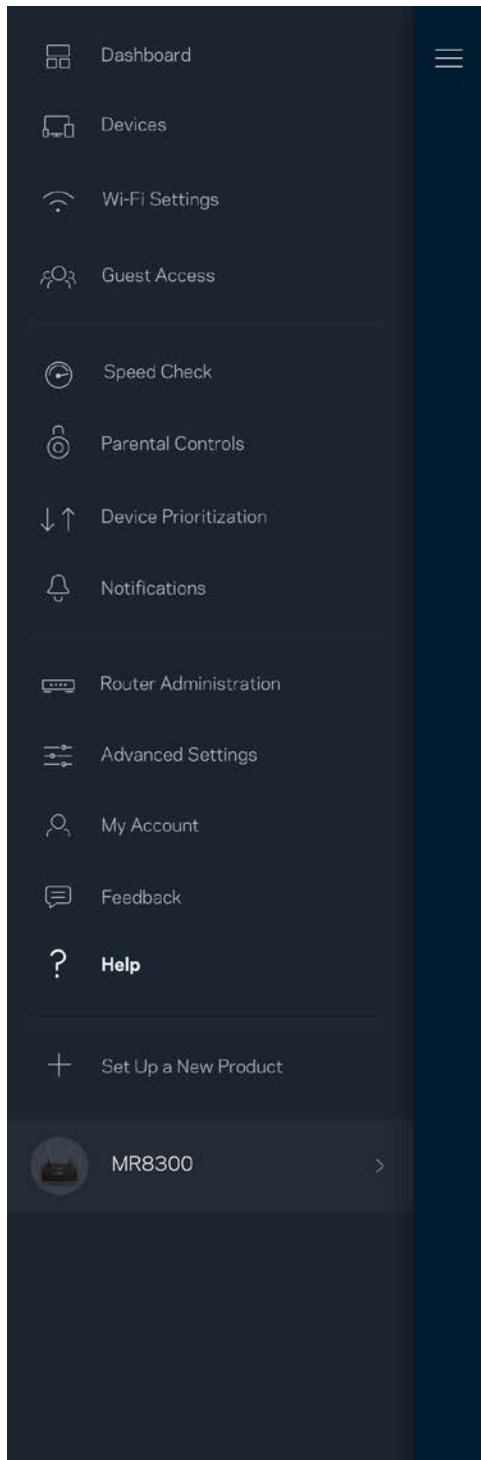 Dashboard
Devices
Wi-Fi Settings
Guest Access
Speed Check
Parental Controls
Device Prioritization
Notifications
Router Administration
Advanced Settings
My Account
Feedback
? Help
Set Up a New Product
MR8300